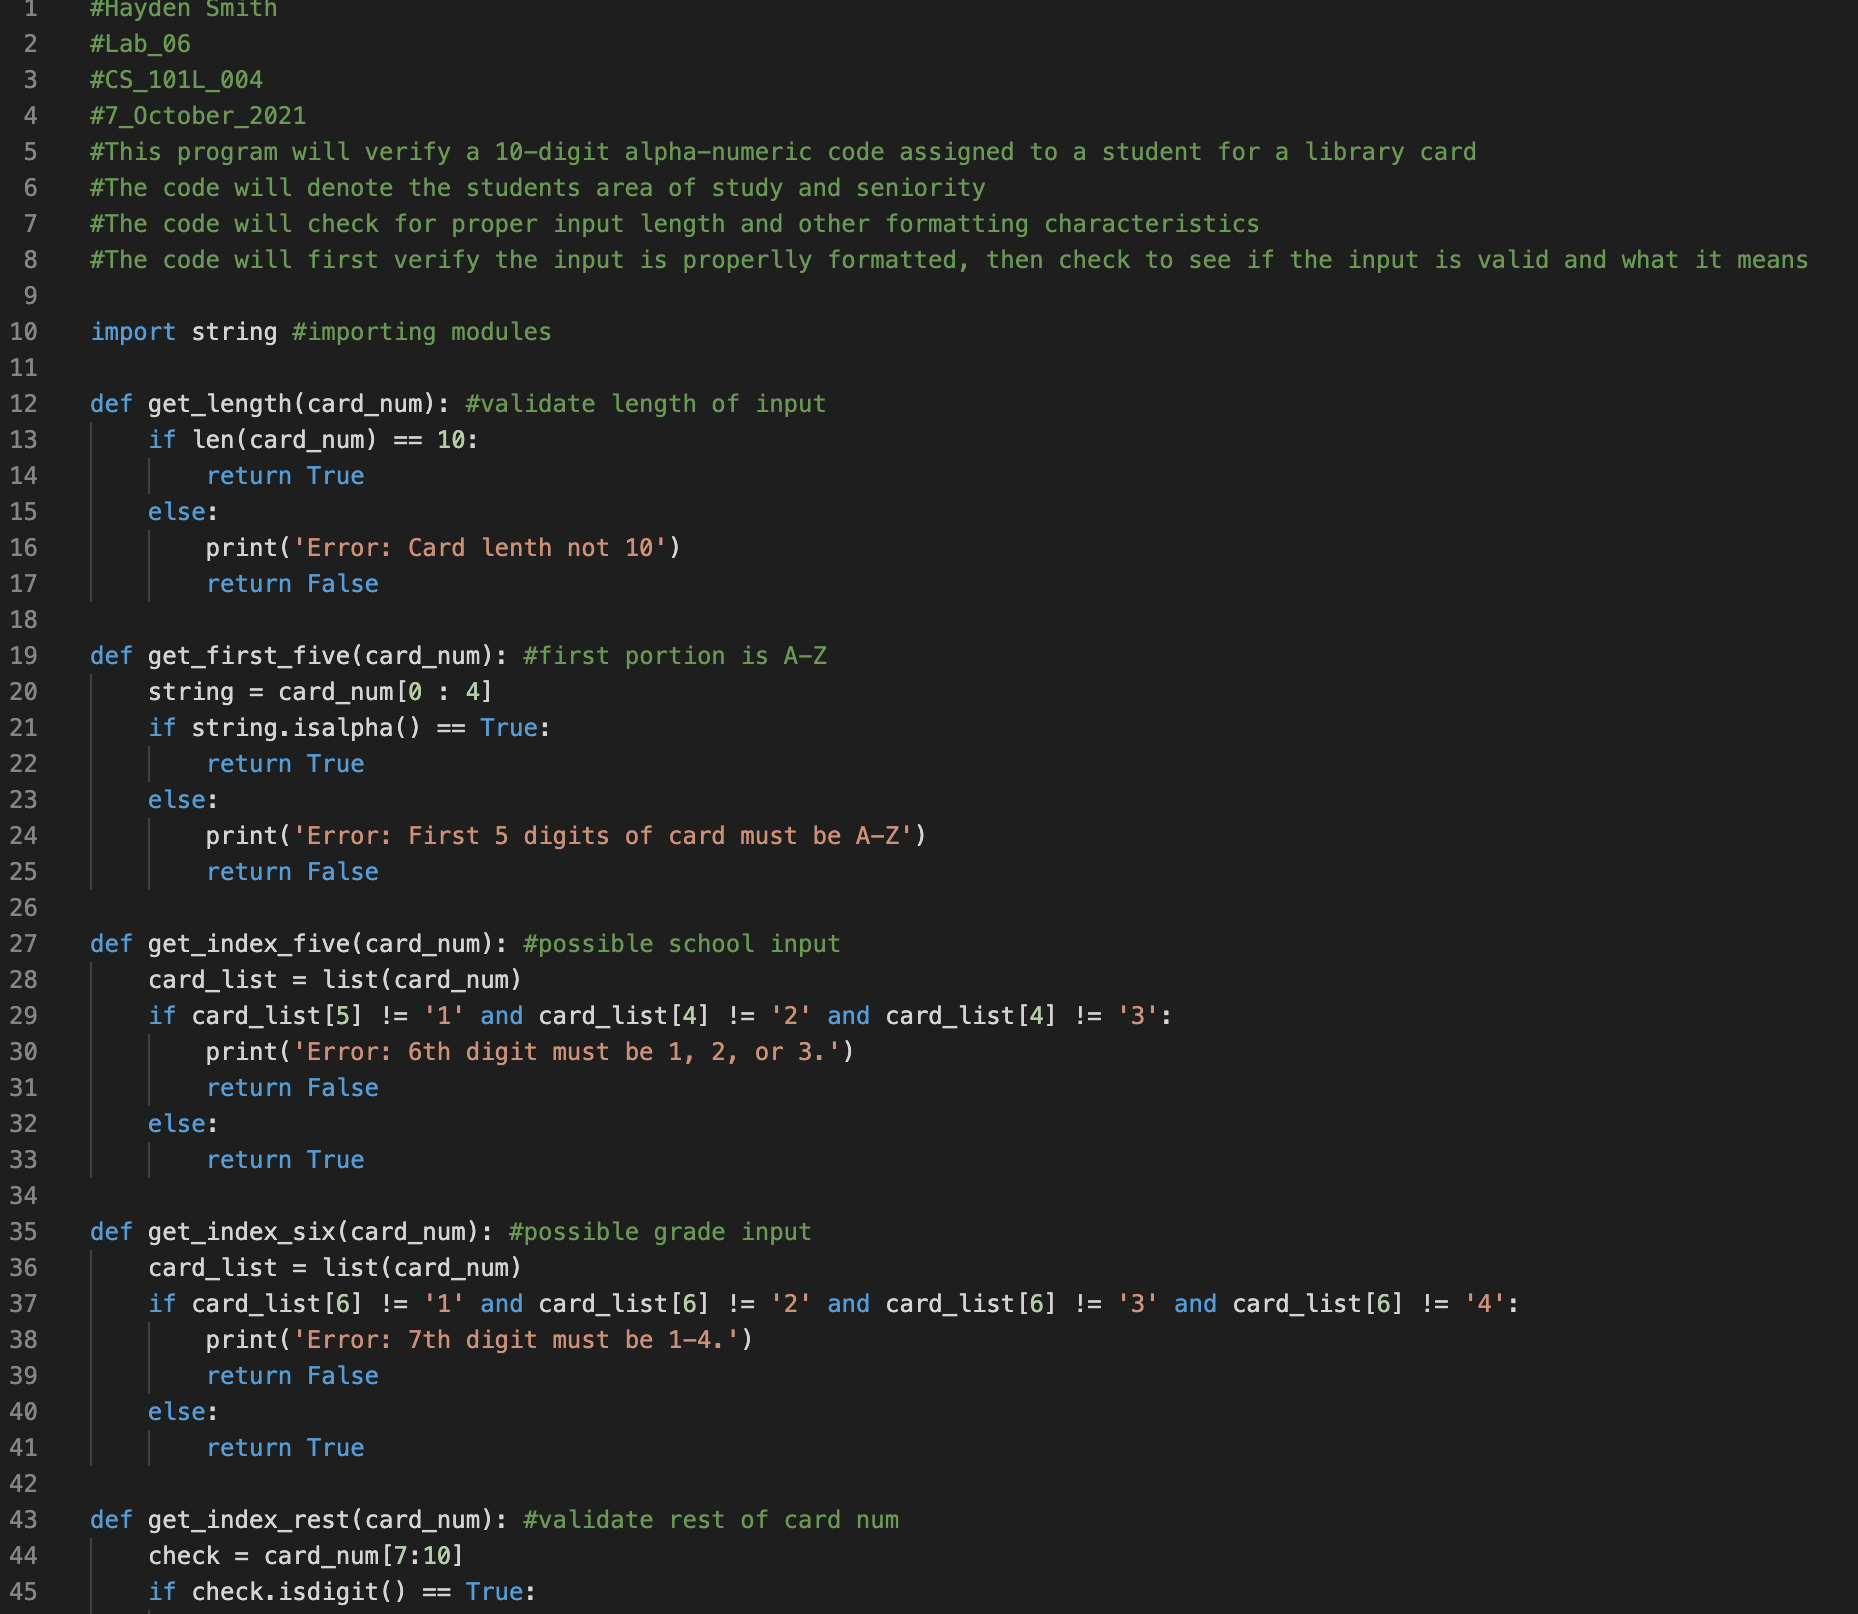 1 #Hayden Smith
2 #Lab_06
3 #CS_101L_004
4 #7_October_2021
5 #This program will verify a 10-digit alpha-numeric code assigned to a student for a library card
6 #The code will denote the students area of study and seniority
7 #The code will check for proper input length and other formatting characteristics
8 #The code will first verify the input is properlly formatted, then check to see if the input is valid and what it means
9
10 import string #importing modules
11
12 def get_length(card_num): #validate length of input
13     if len(card_num) == 10:
14         return True
15     else:
16         print('Error: Card lenth not 10')
17         return False
18
19 def get_first_five(card_num): #first portion is A-Z
20     string = card_num[0 : 4]
21     if string.isalpha() == True:
22         return True
23     else:
24         print('Error: First 5 digits of card must be A-Z')
25         return False
26
27 def get_index_five(card_num): #possible school input
28     card_list = list(card_num)
29     if card_list[5] != '1' and card_list[4] != '2' and card_list[4] != '3':
30         print('Error: 6th digit must be 1, 2, or 3.')
31         return False
32     else:
33         return True
34
35 def get_index_six(card_num): #possible grade input
36     card_list = list(card_num)
37     if card_list[6] != '1' and card_list[6] != '2' and card_list[6] != '3' and card_list[6] != '4':
38         print('Error: 7th digit must be 1-4.')
39         return False
40     else:
41         return True
42
43 def get_index_rest(card_num): #validate rest of card num
44     check = card_num[7:10]
45     if check.isdigit() == True: